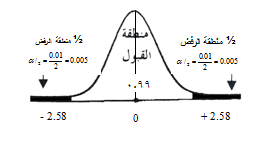 ½ منطقة الرفض
α/₂ = 0.01/2 = 0.005
منطقة
القبول
٠.٩٩
½ منطقة الرفض
α/₂ = 0.01/2 = 0.005
- 2.58
0
+ 2.58